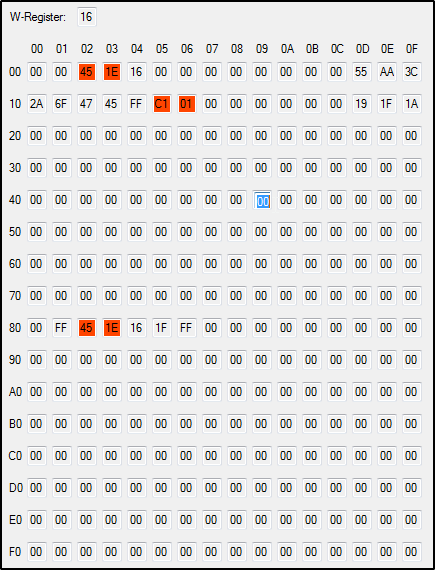 W-Register: 16
00 01 02 03 04 05 06 07 08 09 0A 0B 0C 0D 0E 0F
00 00 00 45 1E 16 00 00 00 00 00 00 00 00 55 AA 3C
10 2A 6F 47 45 FF C1 01 00 00 00 00 00 00 19 1F 1A
20 00 00 00 00 00 00 00 00 00 00 00 00 00 00 00 00
30 00 00 00 00 00 00 00 00 00 00 00 00 00 00 00 00
40 00 00 00 00 00 00 00 00 00 00 00 00 00 00 00 00
50 00 00 00 00 00 00 00 00 00 00 00 00 00 00 00 00
60 00 00 00 00 00 00 00 00 00 00 00 00 00 00 00 00
70 00 00 00 00 00 00 00 00 00 00 00 00 00 00 00 00
80 00 FF 45 1E 16 1F FF 00 00 00 00 00 00 00 00 00
90 00 00 00 00 00 00 00 00 00 00 00 00 00 00 00 00
A0 00 00 00 00 00 00 00 00 00 00 00 00 00 00 00 00
B0 00 00 00 00 00 00 00 00 00 00 00 00 00 00 00 00
C0 00 00 00 00 00 00 00 00 00 00 00 00 00 00 00 00
D0 00 00 00 00 00 00 00 00 00 00 00 00 00 00 00 00
E0 00 00 00 00 00 00 00 00 00 00 00 00 00 00 00 00
F0 00 00 00 00 00 00 00 00 00 00 00 00 00 00 00 00